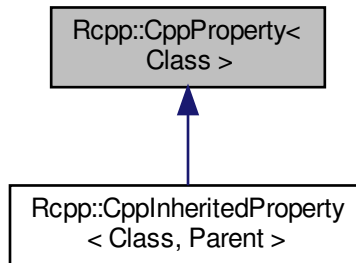 Rcpp::CppProperty<
Class >
Rcpp::CppInheritedProperty
< Class, Parent >